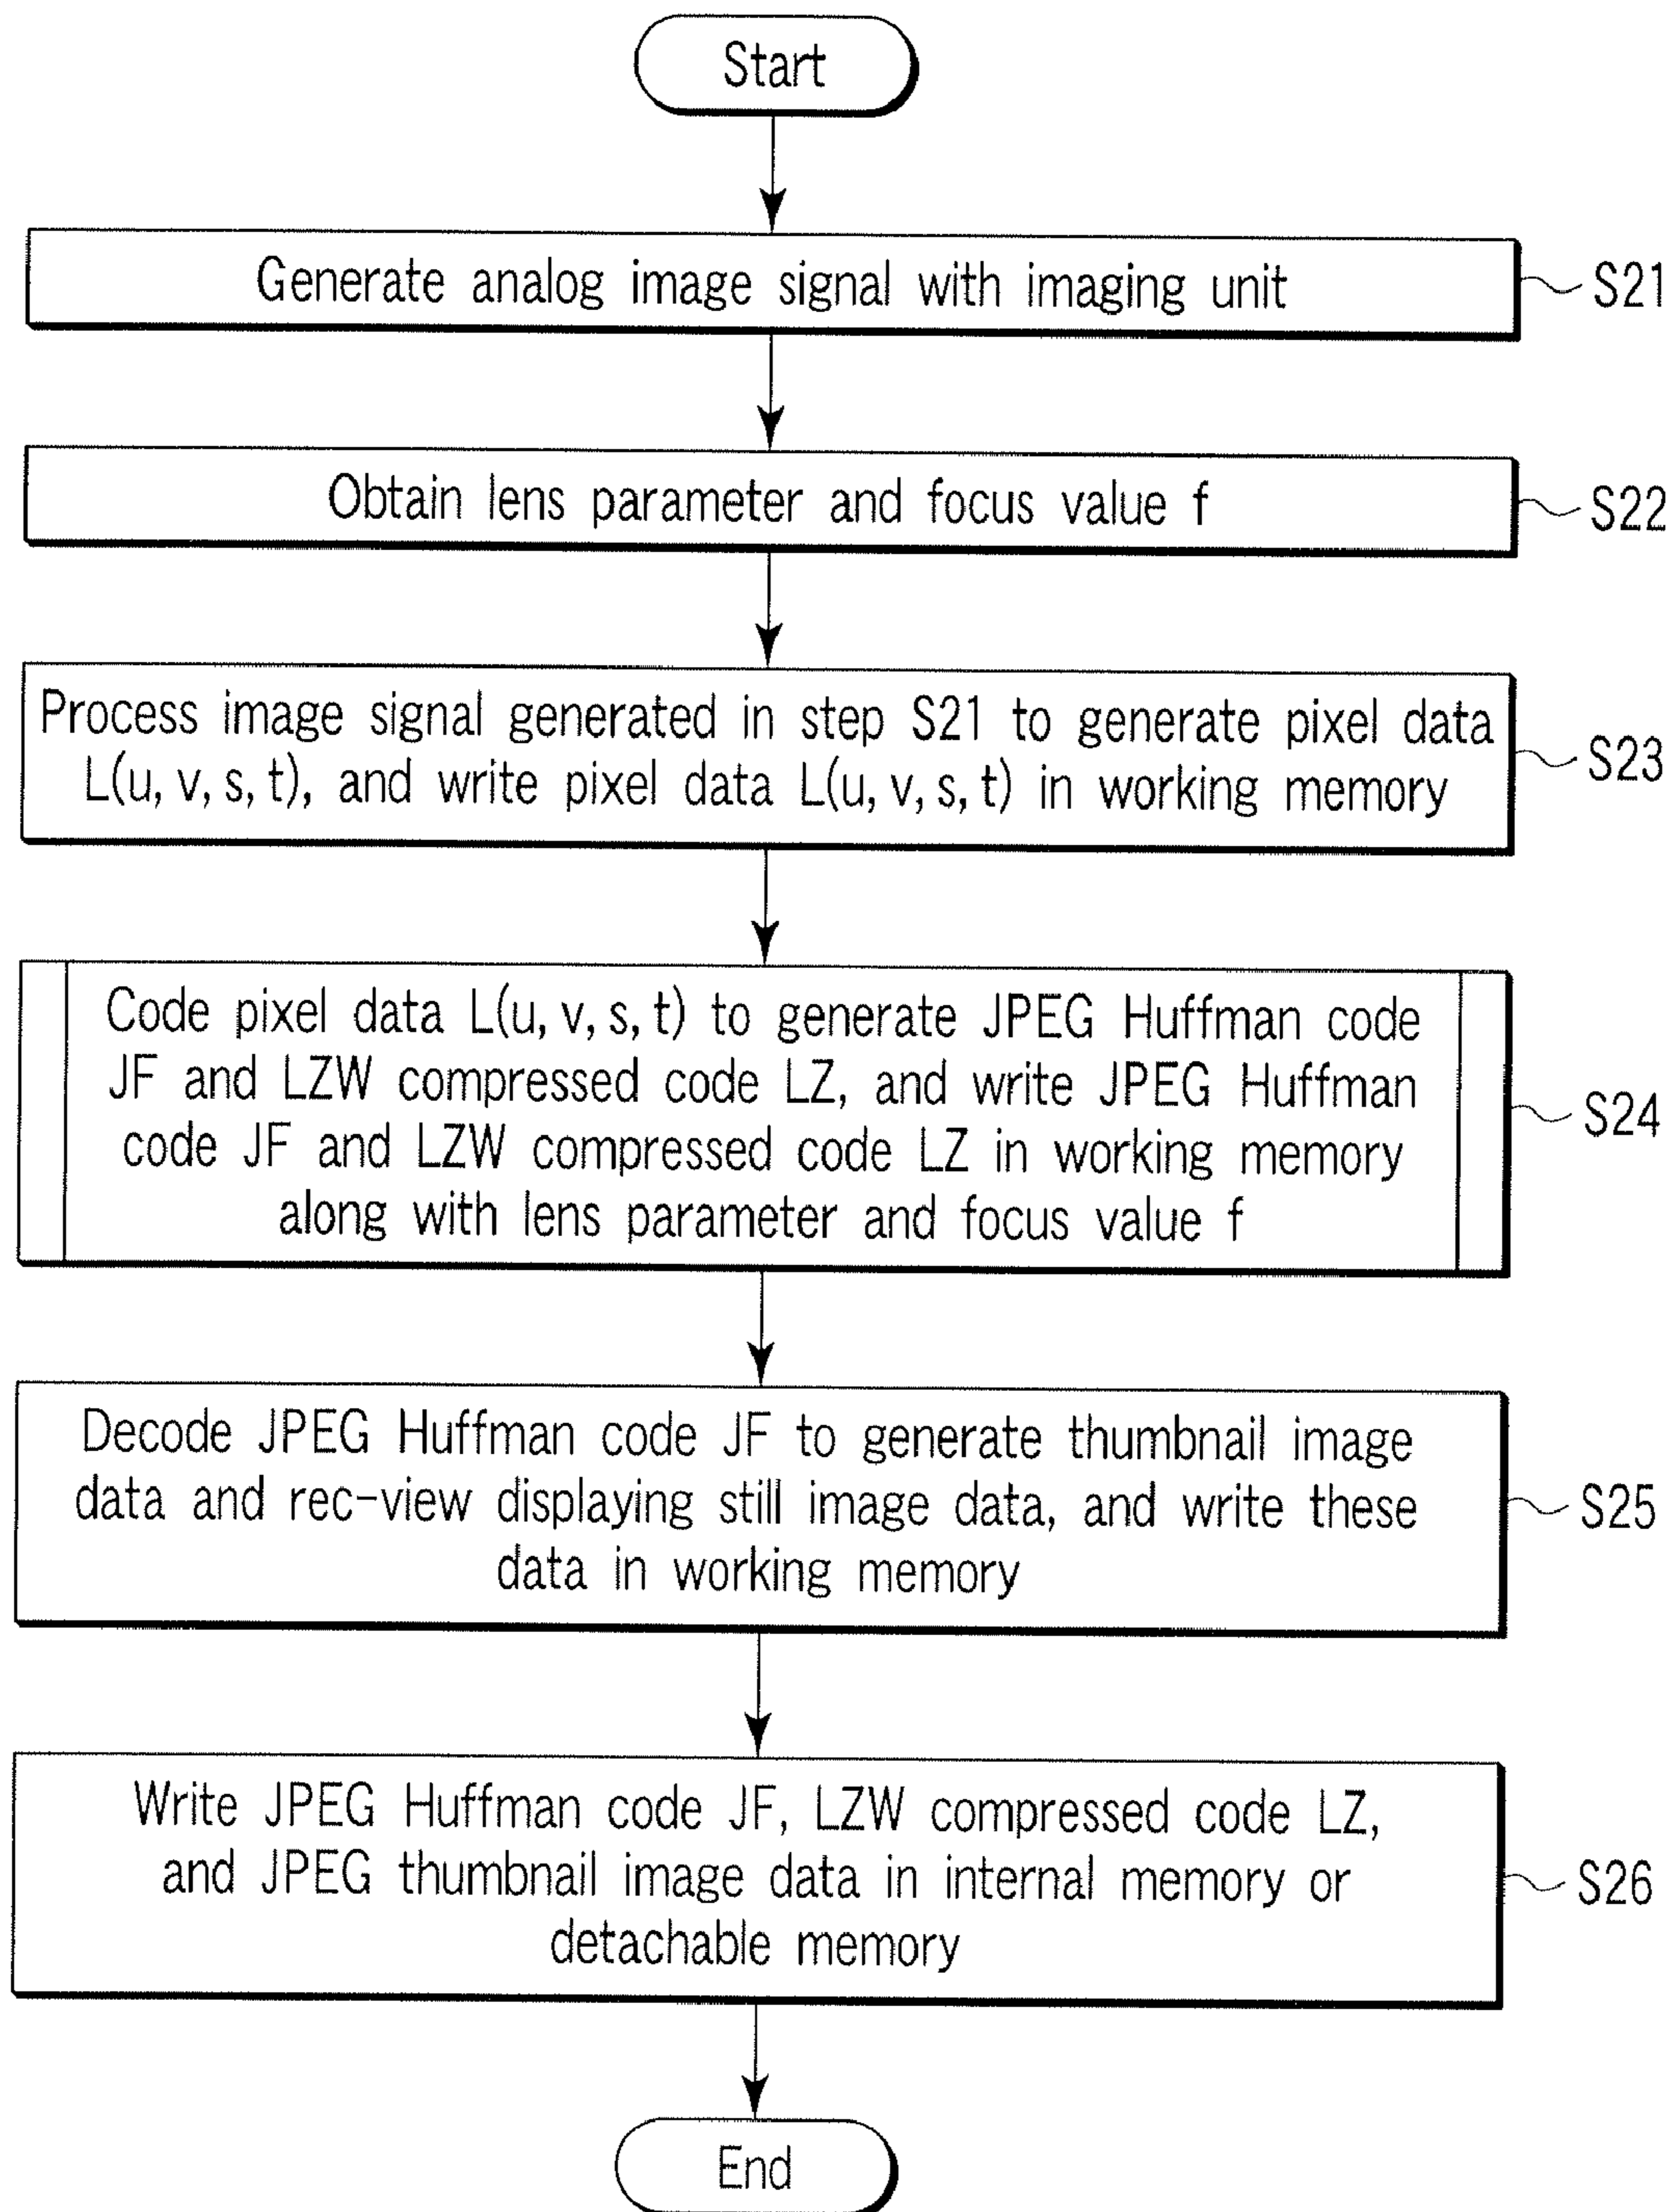 Start
Generate analog image signal with imaging unit
S21
Obtain lens parameter and focus value f
S22
Process image signal generated in step S21 to generate pixel data
L(u, v, s, t), and write pixel data L(u, v, s, t) in working memory
S23
Code pixel data L(u, v, s, t) to generate JPEG Huffman code
JF and LZW compressed code LZ, and write JPEG Huffman
code JF and LZW compressed code LZ in working memory
along with lens parameter and focus value f
S24
Decode JPEG Huffman code JF to generate thumbnail image
data and rec-view displaying still image data, and write these
data in working memory
S25
Write JPEG Huffman code JF, LZW compressed code LZ,
and JPEG thumbnail image data in internal memory or
detachable memory
S26
End